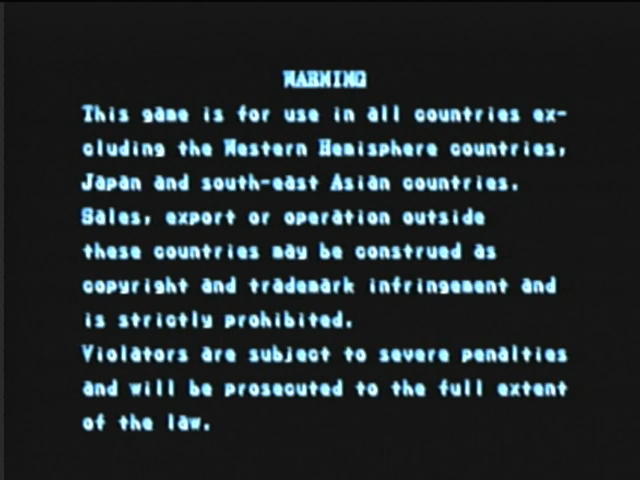 WARNING
This game is for use in all countries ex-
cluding the Western Hemisphere countries,
Japan and south-east Asian countries.
Sales, export or operation outside
these countries may be construed as
copyright and trademark infringement and
is strictly prohibited.
Violators are subject to severe penalties
and will be prosecuted to the full extent
of the law.